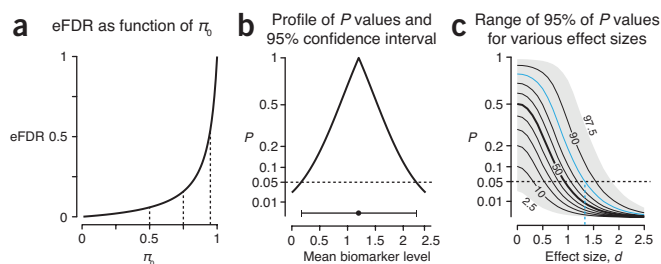 a eFDR as function of π₀
1
eFDR 0.5
0
0 0.5 1
π₀
b Profile of P values and
95% confidence interval
1
0.5
P
0.2
0.1
0.05
0.01
0 0.5 1 1.5 2 2.5
Mean biomarker level
c Range of 95% of P values
for various effect sizes
1
0.5
P
0.2
0.1
0.05
0.01
97.5
90
50
10
2.5
0 0.5 1.0 1.5 2.0 2.5
Effect size, d